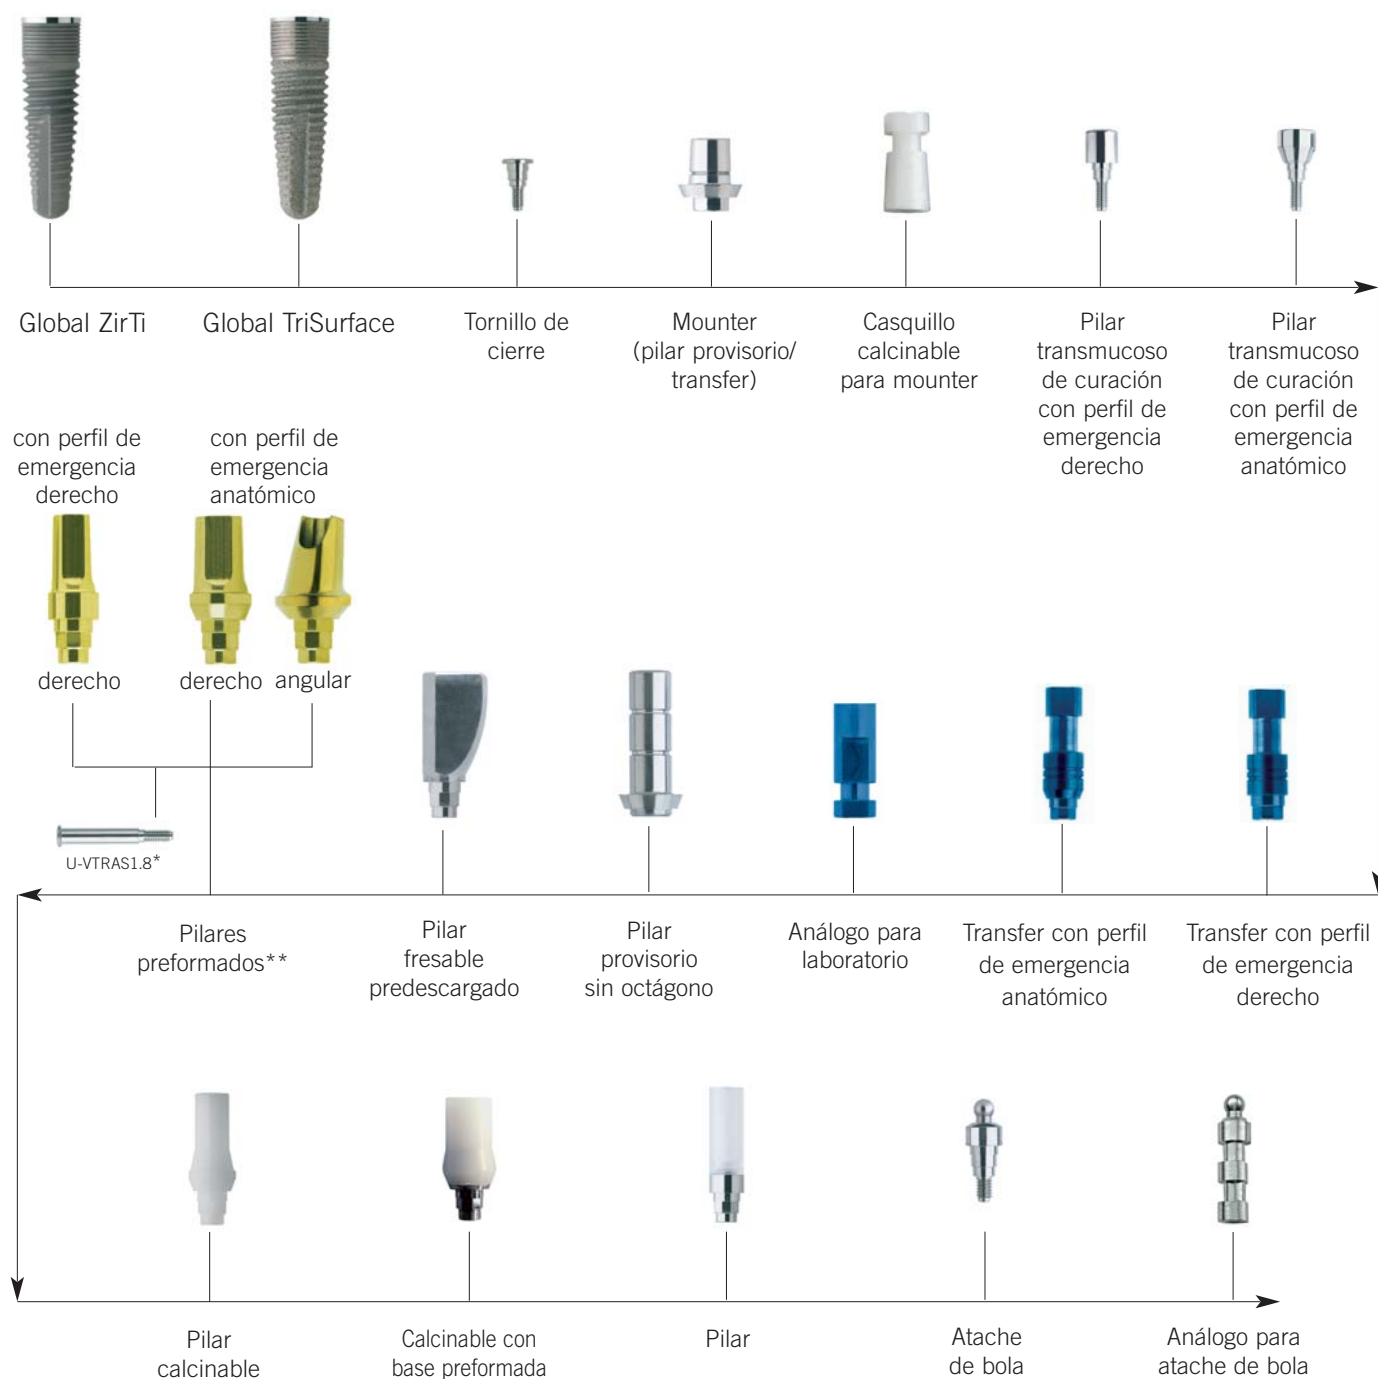 Global ZirTi
Global TriSurface
Tornillo de
cierre
Mounter
(pilar provisorio/
transfer)
Casquillo
calcinable
para mounter
Pilar
transmucoso
de curación
con perfil de
emergencia
derecho
Pilar
transmucoso
de curación
con perfil de
emergencia
anatómico
con perfil de
emergencia
derecho
con perfil de
emergencia
anatómico
derecho
derecho
angular
U-VTRAS1.8*
Pilares
preformados**
Pilar
fresable
predescargado
Pilar
provisorio
sin octágono
Análogo para
laboratorio
Transfer con perfil
de emergencia
anatómico
Transfer con perfil
de emergencia
derecho
Pilar
calcinable
Calcinable con
base preformada
Pilar
Atache
de bola
Análogo para
atache de bola